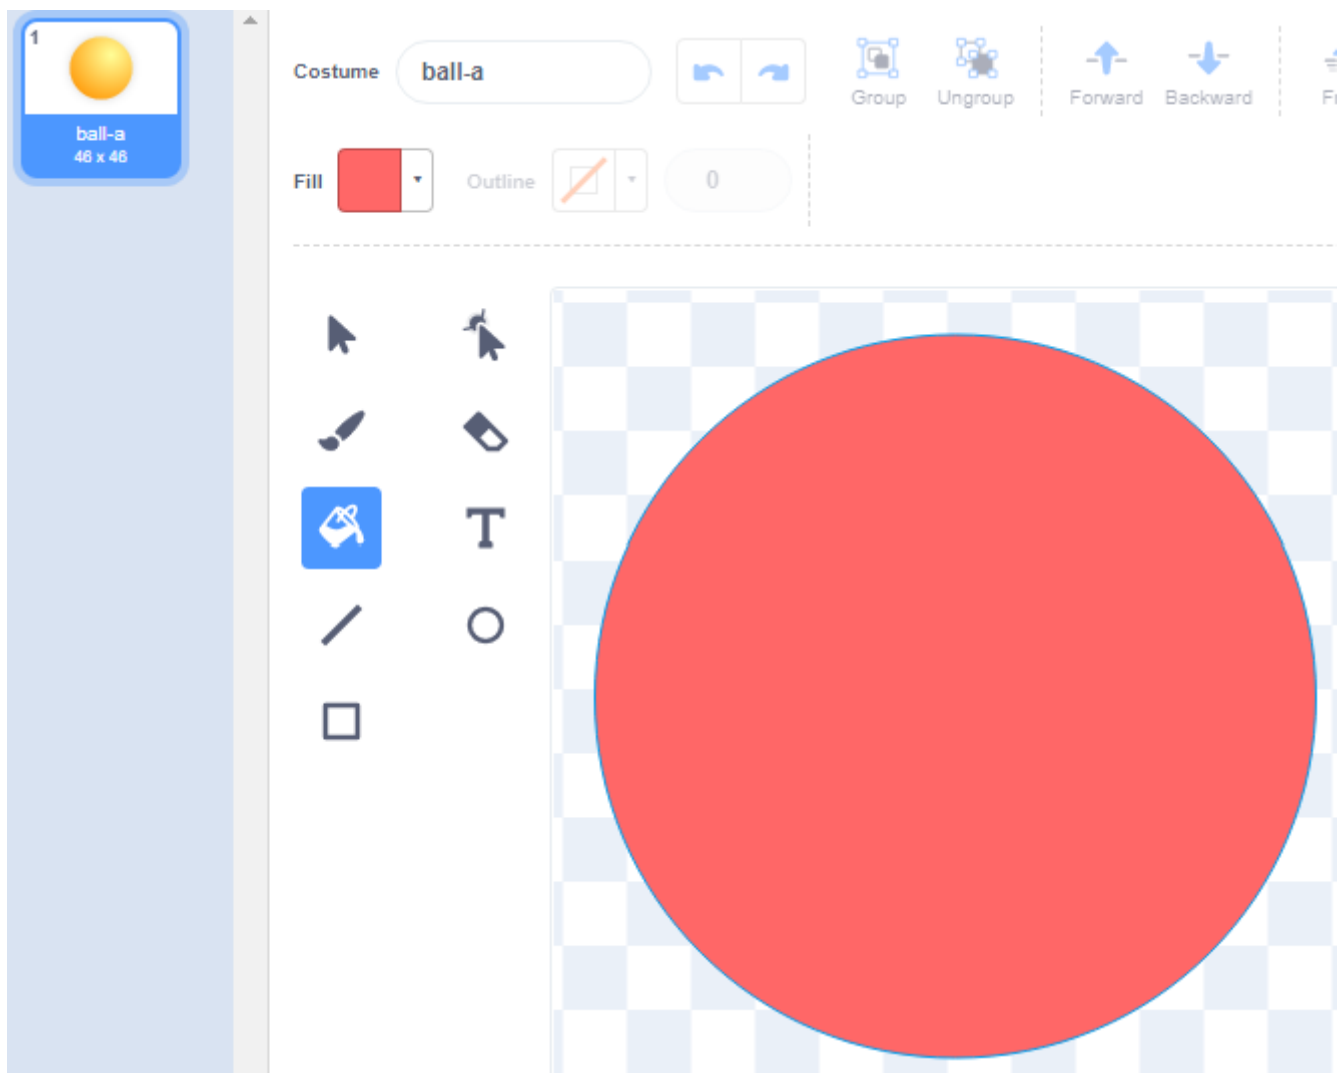 1
ball-a
46 x 46
Costume
ball-a
Group
Ungroup
Forward
Backward
Fill
Outline
0
T